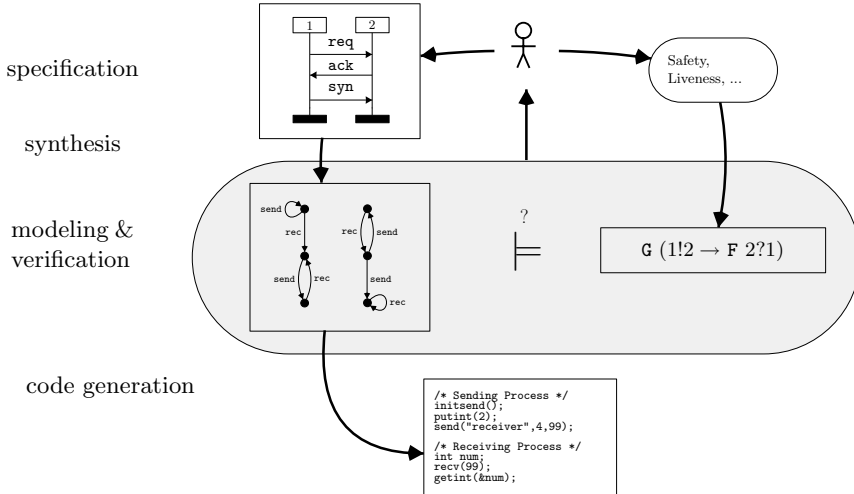 1 2
req
ack
syn
specification
Safety,
Liveness, ...
synthesis
send
rec
send
rec
rec
send
send
rec
modeling &
verification
?
⊨
G (1!2 → F 2?1)
code generation
/* Sending Process */
initsend();
putint(2);
send("receiver",4,99);
/* Receiving Process */
int num;
recv(99);
getint(&num);